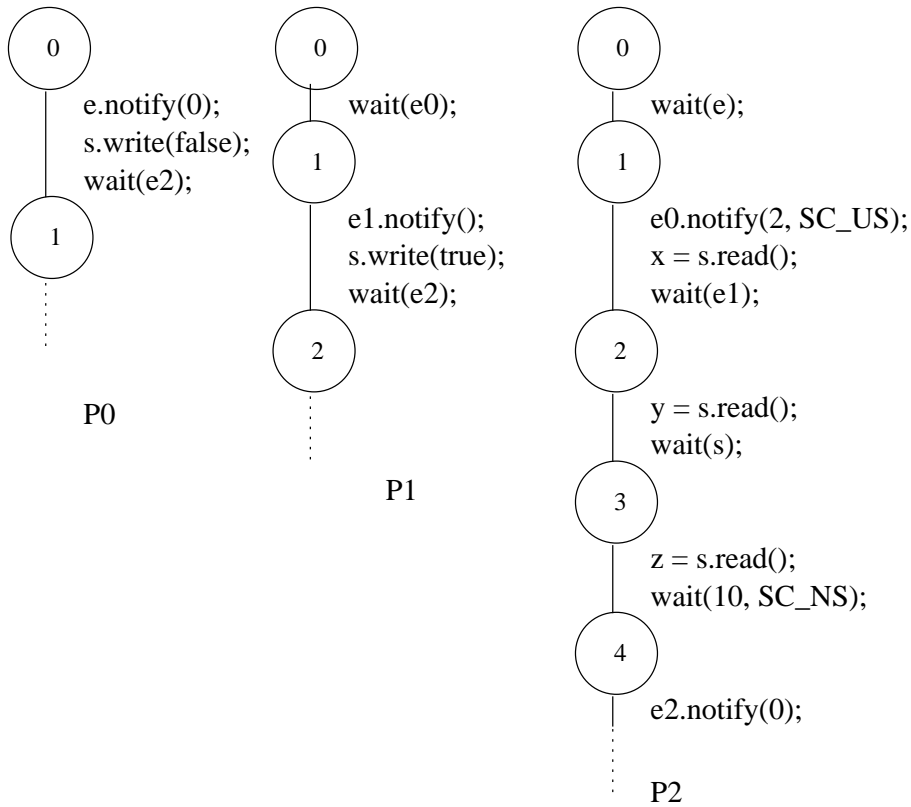 0
e.notify(0);
s.write(false);
wait(e2);
1
P0
0
wait(e0);
1
e1.notify();
s.write(true);
wait(e2);
2
P1
0
wait(e);
1
e0.notify(2, SC_US);
x = s.read();
wait(e1);
2
y = s.read();
wait(s);
3
z = s.read();
wait(10, SC_NS);
4
e2.notify(0);
P2